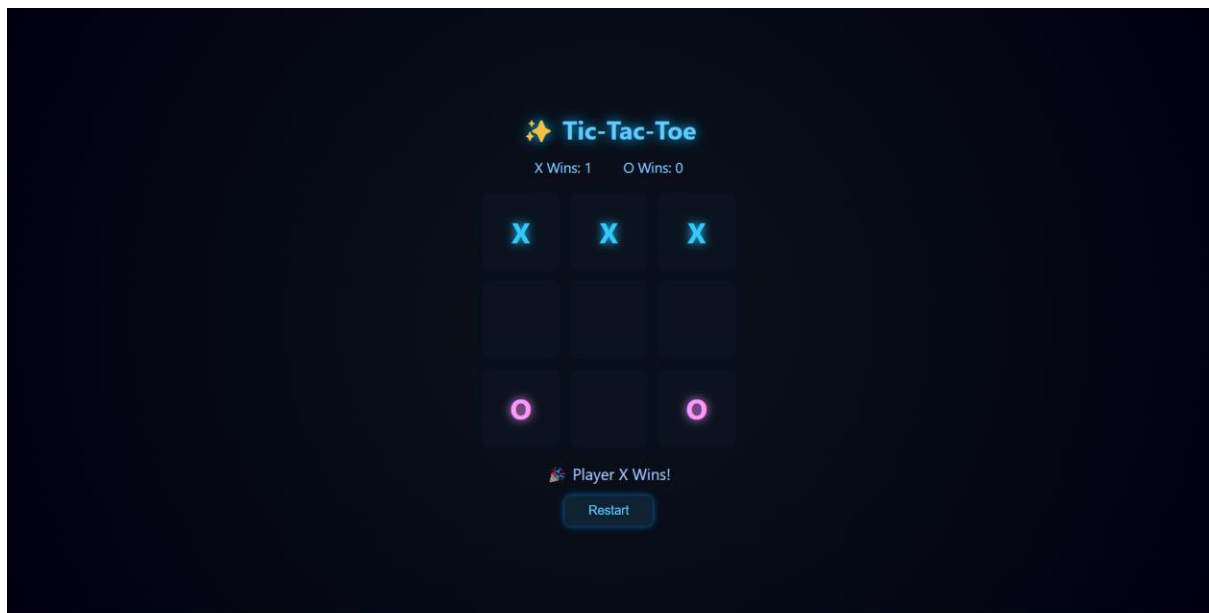 ✨ Tic-Tac-Toe
X Wins: 1 O Wins: 0
X X X
O O
🎉 Player X Wins!
Restart